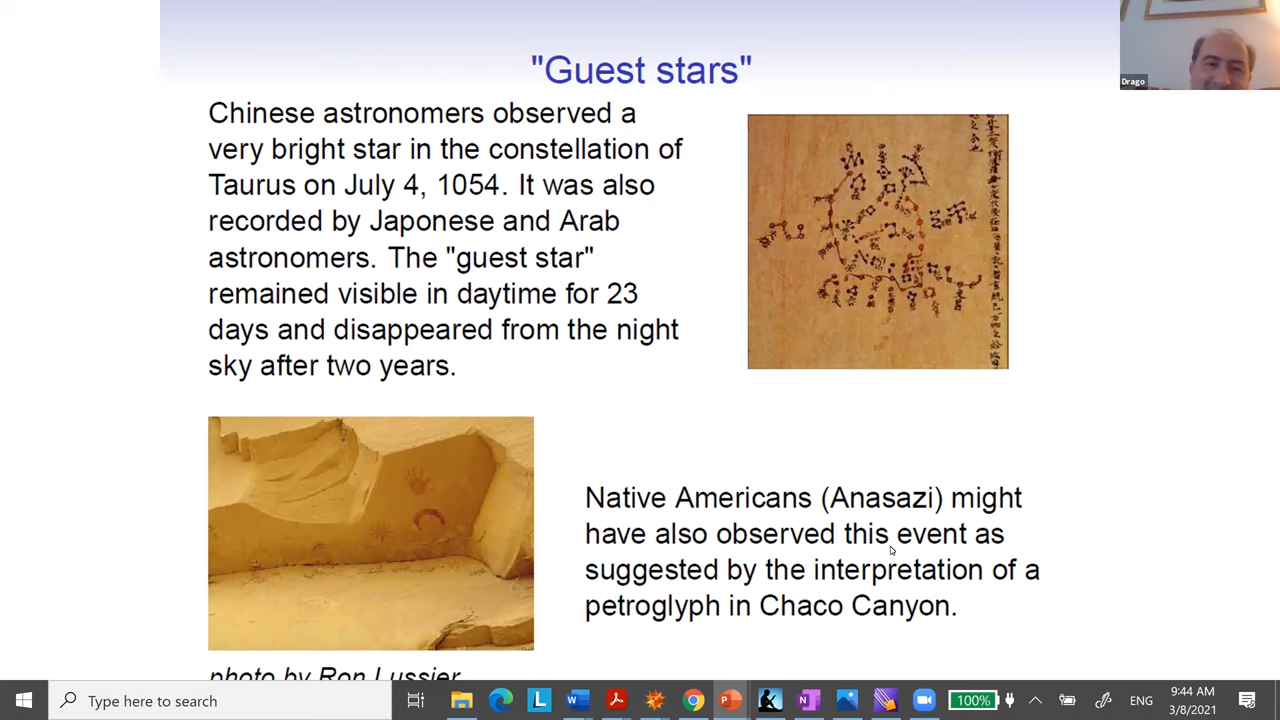 "Guest stars"
Chinese astronomers observed a
very bright star in the constellation of
Taurus on July 4, 1054. It was also
recorded by Japonese and Arab
astronomers. The "guest star"
remained visible in daytime for 23
days and disappeared from the night
sky after two years.
Native Americans (Anasazi) might
have also observed this event as
suggested by the interpretation of a
petroglyph in Chaco Canyon.
photo by Ron Lussier
Drago
Type here to search
100%
ENG
9:44 AM
3/8/2021